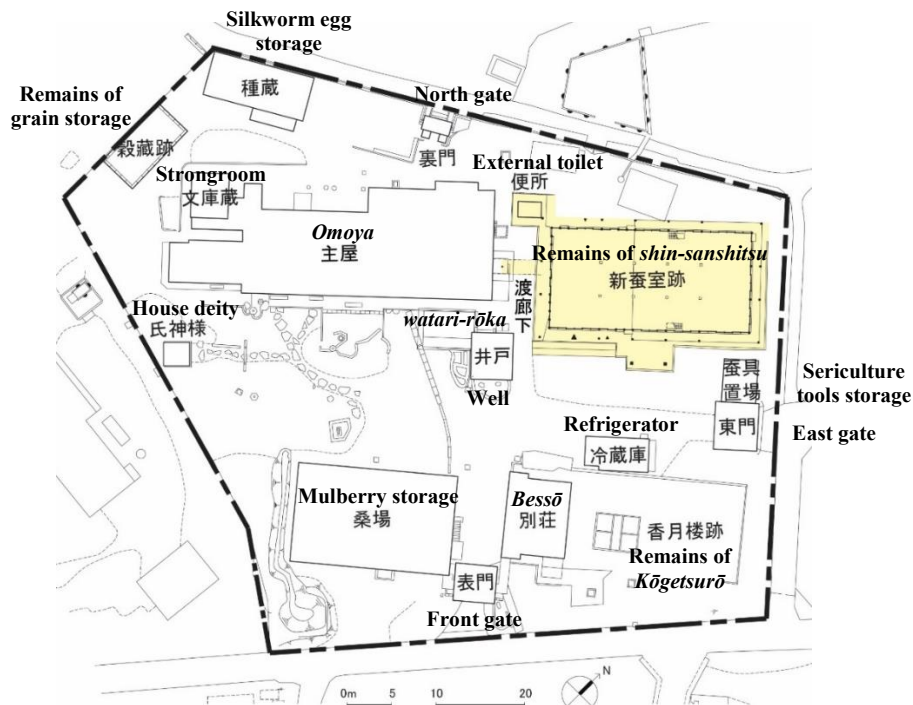 Silkworm egg
storage
種蔵
Remains of
grain storage
穀蔵跡
North gate
裏門
Strongroom
文庫蔵
External toilet
便所
Omoya
主屋
Remains of shin-sanshitsu
新蚕室跡
渡廊下
House deity
氏神様
watari-rōka
井戸
Well
蚕具
置場
Sericulture
tools storage
東門
East gate
Refrigerator
冷蔵庫
Mulberry storage
桑場
Bessō
別荘
香月楼跡
Remains of
Kōgetsurō
表門
Front gate
0m 5 10 20
N